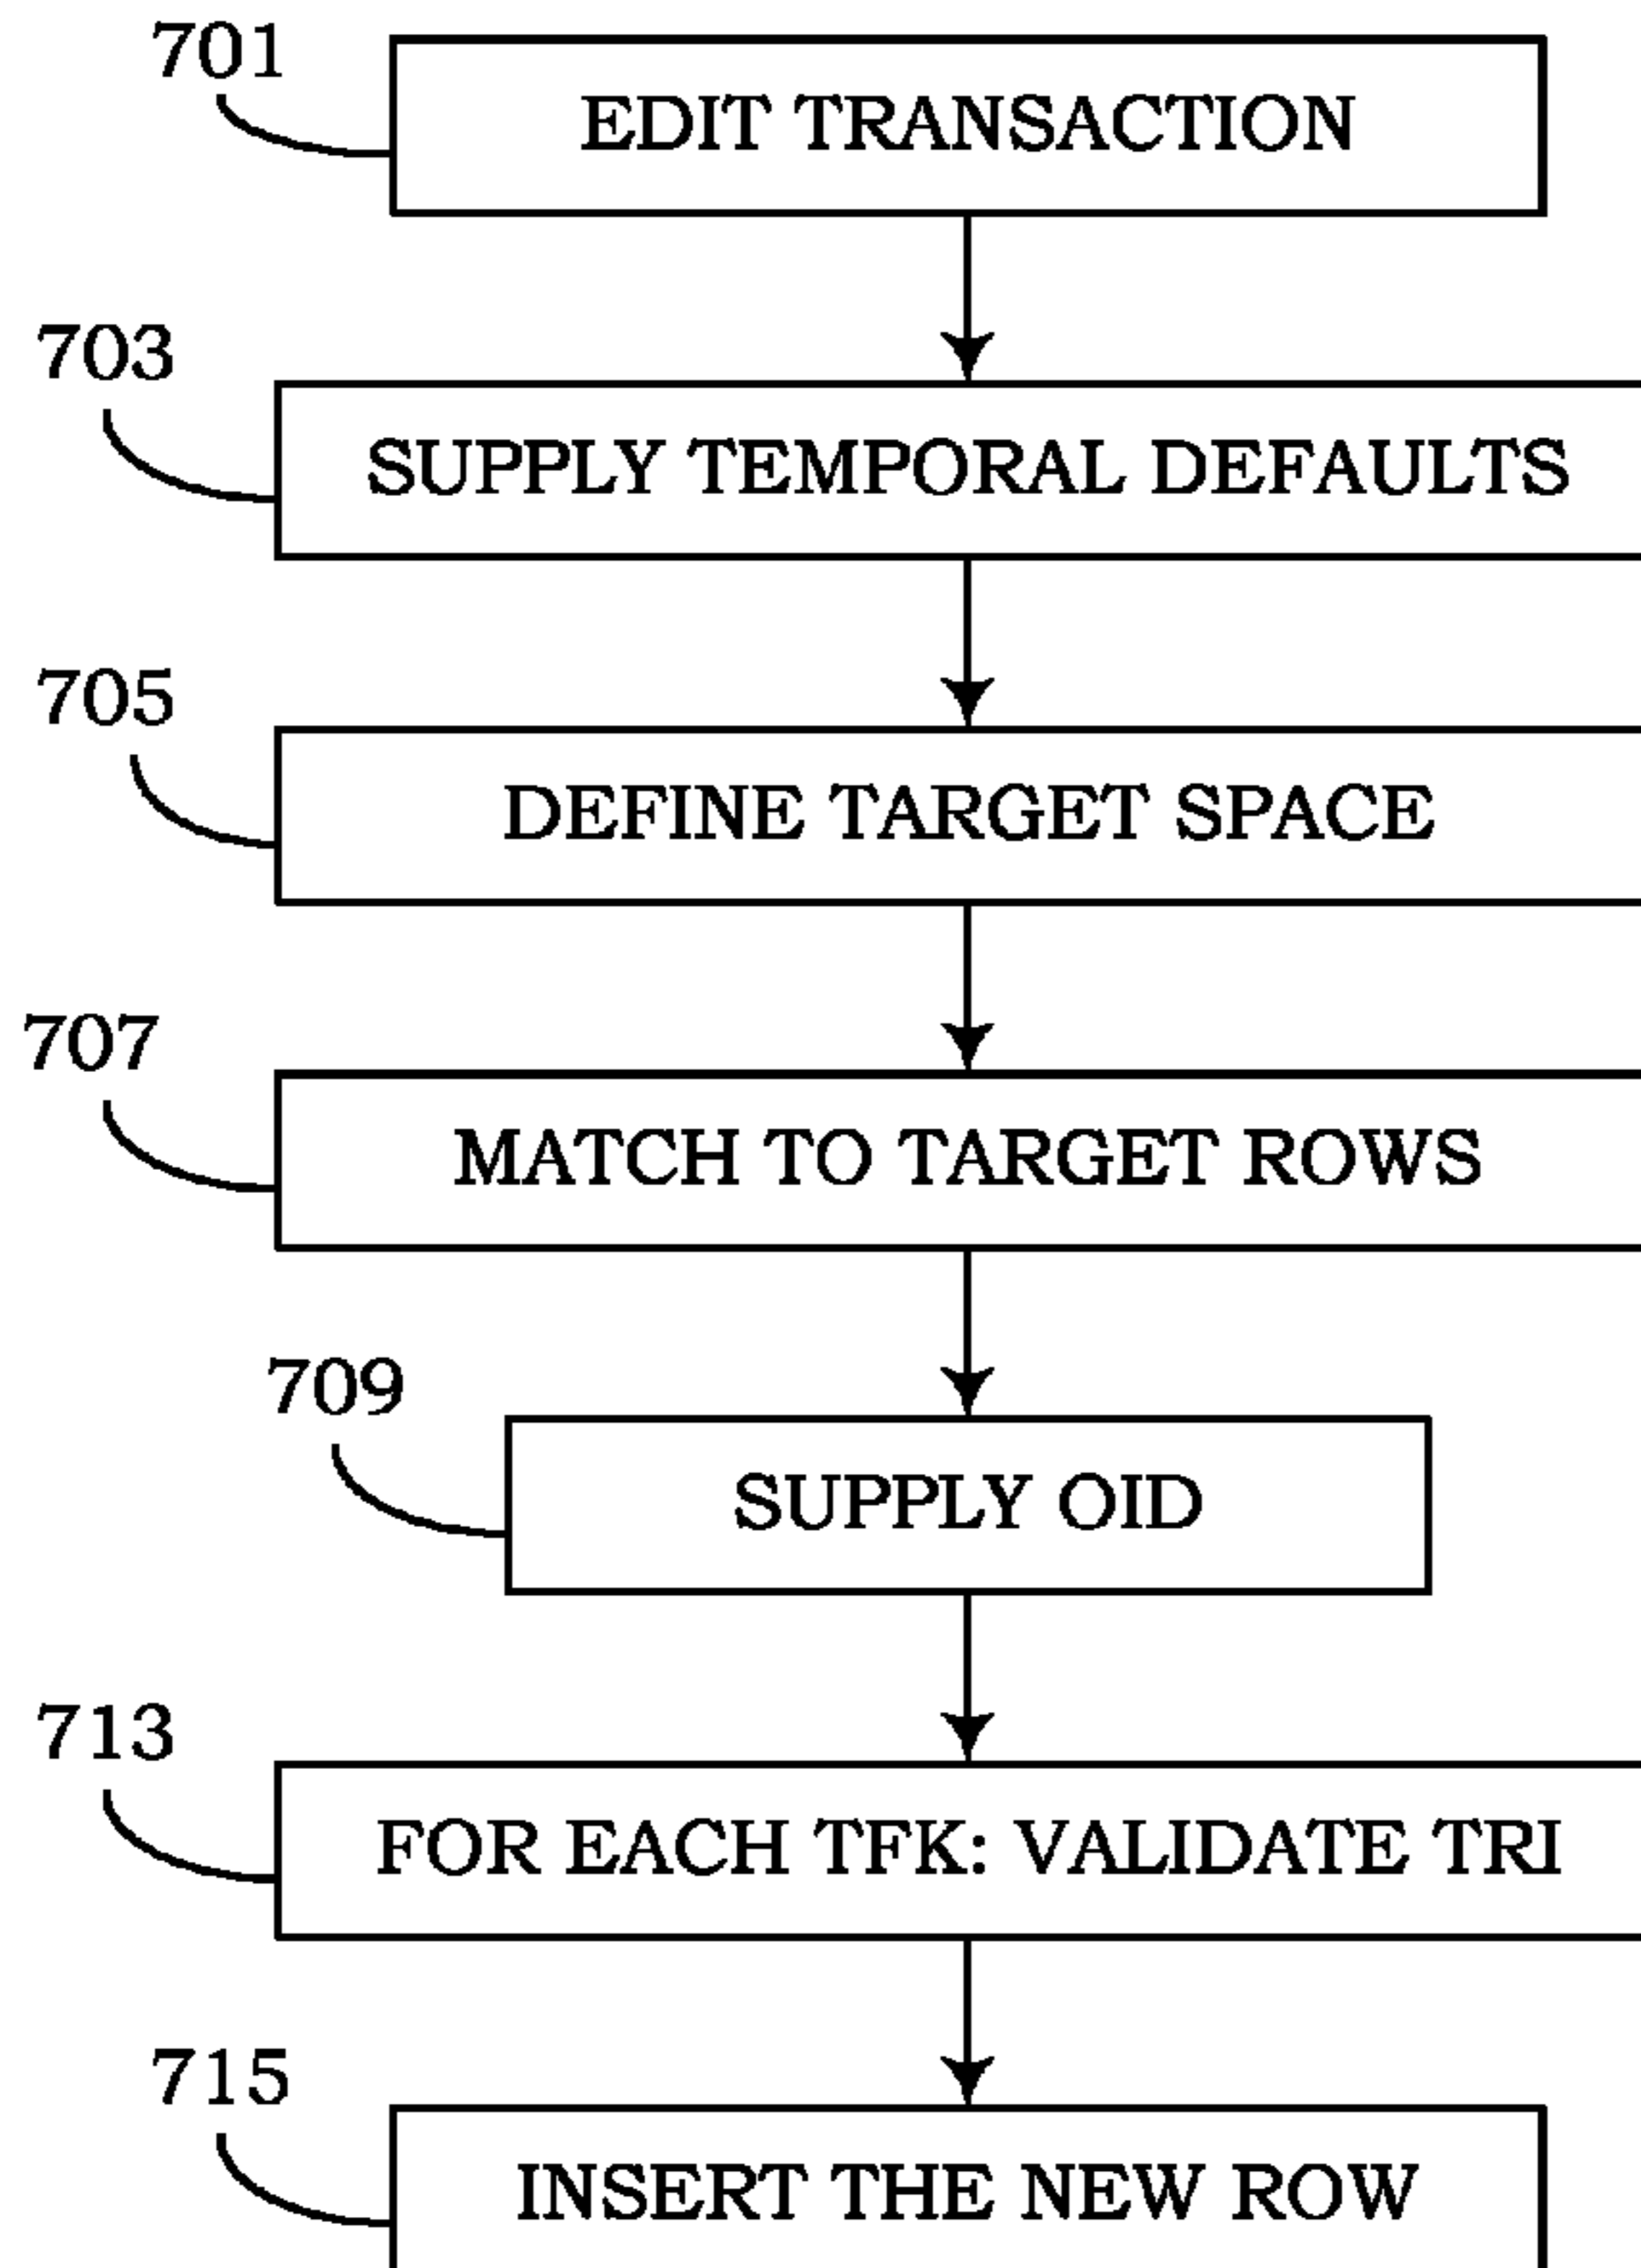 701
EDIT TRANSACTION
703
SUPPLY TEMPORAL DEFAULTS
705
DEFINE TARGET SPACE
707
MATCH TO TARGET ROWS
709
SUPPLY OID
713
FOR EACH TFK: VALIDATE TRI
715
INSERT THE NEW ROW